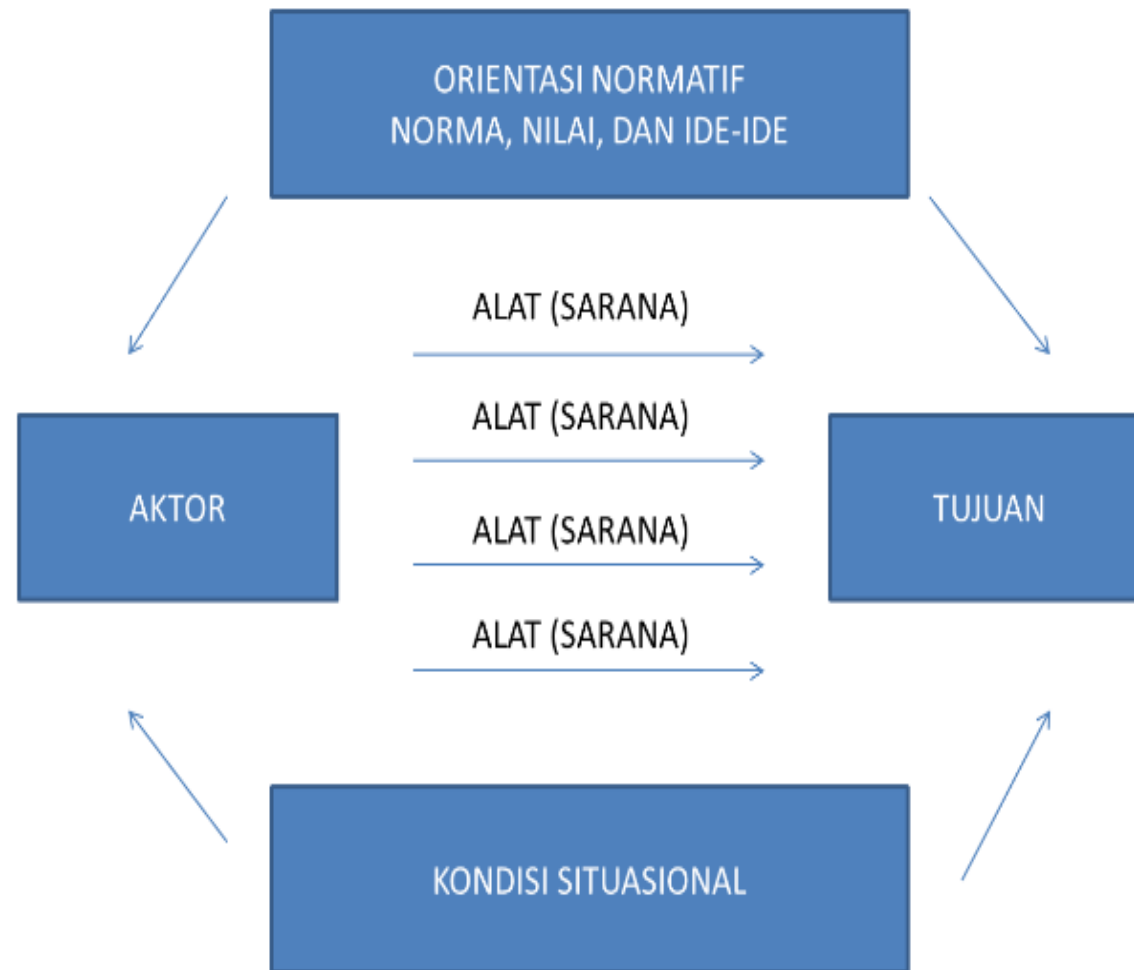 ORIENTASI NORMATIF
NORMA, NILAI, DAN IDE-IDE
ALAT (SARANA)
ALAT (SARANA)
AKTOR
TUJUAN
ALAT (SARANA)
ALAT (SARANA)
KONDISI SITUASIONAL